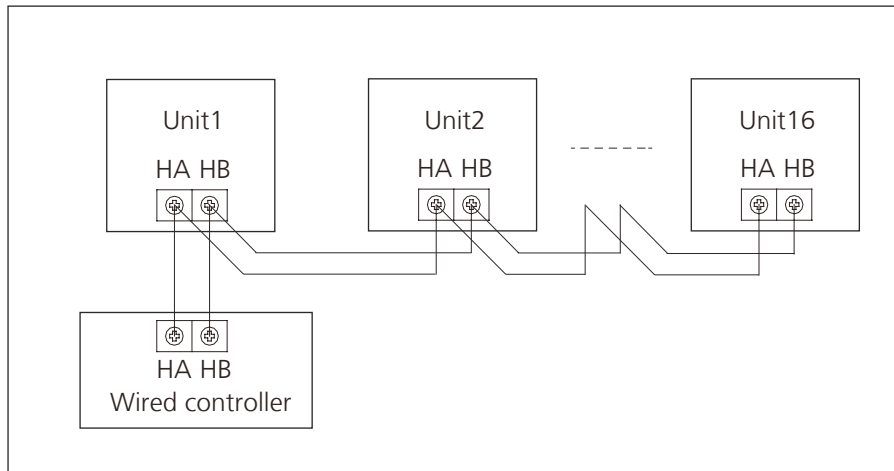 Unit1
HA HB
Unit2
HA HB
Unit16
HA HB
HA HB
Wired controller